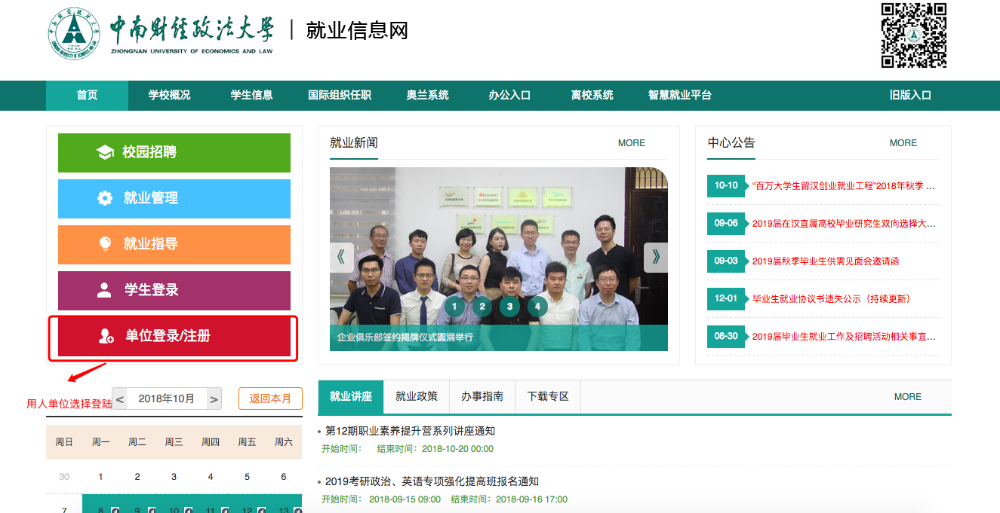 中南财经政法大学
ZHONGNAN UNIVERSITY OF ECONOMICS AND LAW
就业信息网
首页 学校概况 学生信息 国际组织任职 奥兰系统 办公入口 离校系统 智慧就业平台 旧版入口
校园招聘
就业管理
就业指导
学生登录
单位登录/注册
用人单位选择登陆
就业新闻 MORE
《 》
1 2 3 4
企业俱乐部签约揭牌仪式圆满举行
中心公告 MORE
10-10 “百万大学生留汉创业就业工程”2018年秋季 ...
09-06 2019届在汉直属高校毕业研究生双向选择大...
09-03 2019届秋季毕业生供需见面会邀请函
12-01 毕业生就业协议书遗失公示（持续更新）
08-30 2019届毕业生就业工作及招聘活动相关事宜...
< 2018年10月 > 返回本月
周日 周一 周二 周三 周四 周五 周六
30 1 2 3 4 5 6
7 8 9 10 11 12 13
就业讲座 就业政策 办事指南 下载专区 MORE
第12期职业素养提升营系列讲座通知
开始时间： 结束时间：2018-10-20 00:00
2019考研政治、英语专项强化提高班报名通知
开始时间： 2018-09-15 09:00 结束时间：2018-09-16 17:00